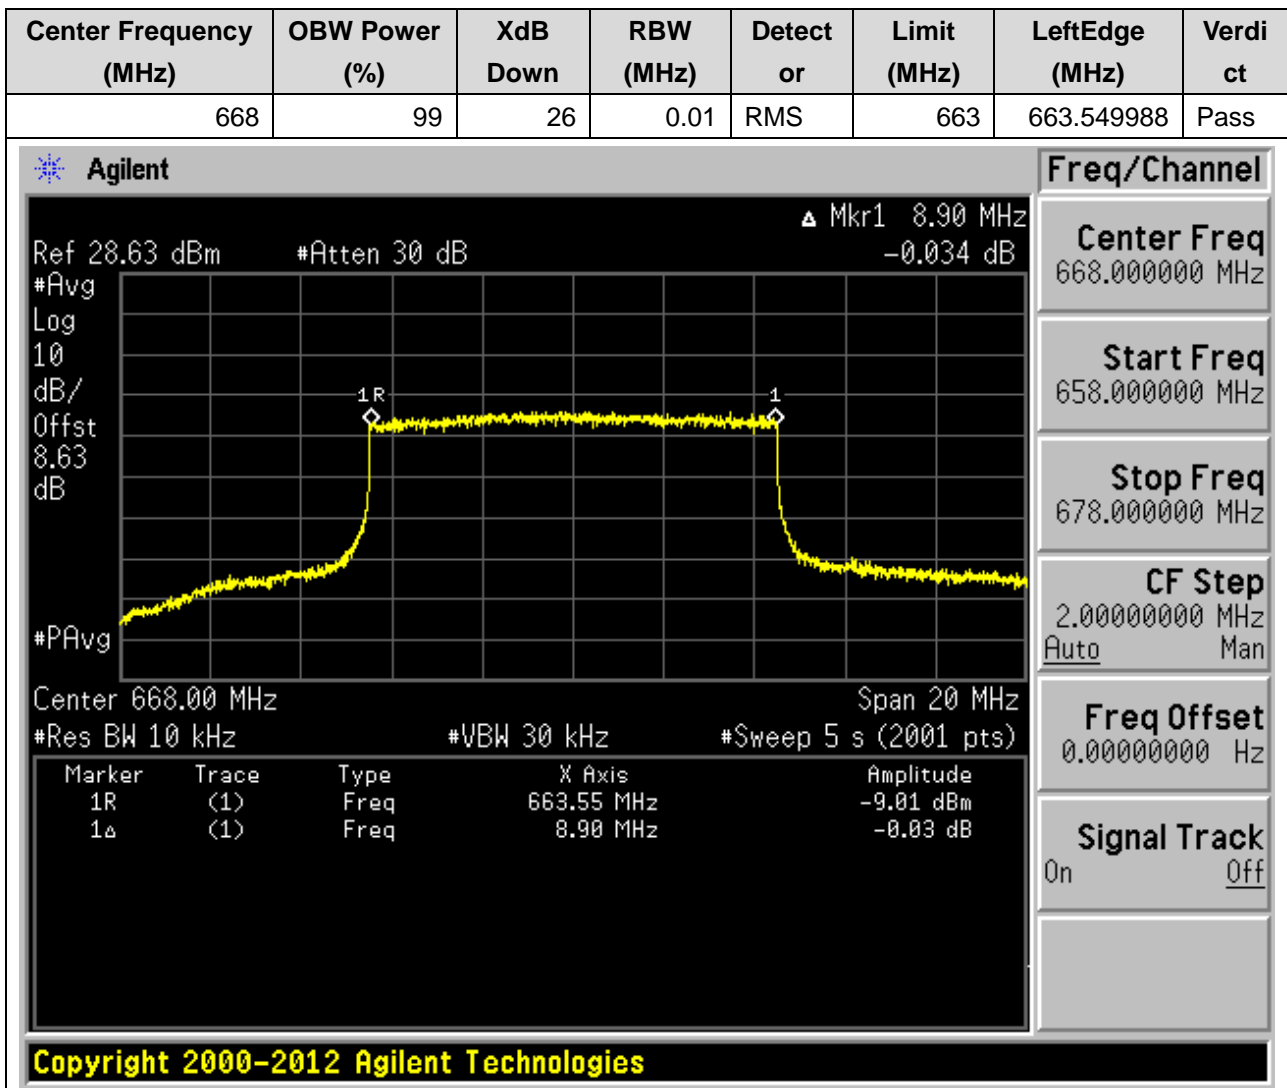 Center Frequency (MHz) OBW Power (%) XdB Down RBW (MHz) Detect or Limit (MHz) LeftEdge (MHz) Verdi ct
668 99 26 0.01 RMS 663 663.549988 Pass
Agilent
Freq/Channel
Δ Mkr1 8.90 MHz
Ref 28.63 dBm #Atten 30 dB -0.034 dB
#Avg
Log
10
dB/
Offst
8.63
dB
#PAvg
1R
1
Center 668.00 MHz Span 20 MHz
#Res BW 10 kHz #VBW 30 kHz #Sweep 5 s (2001 pts)
Marker Trace Type X Axis Amplitude
1R (1) Freq 663.55 MHz -9.01 dBm
1Δ (1) Freq 8.90 MHz -0.03 dB
Center Freq
668.000000 MHz
Start Freq
658.000000 MHz
Stop Freq
678.000000 MHz
CF Step
2.00000000 MHz
Auto Man
Freq Offset
0.00000000 Hz
Signal Track
On Off
Copyright 2000-2012 Agilent Technologies